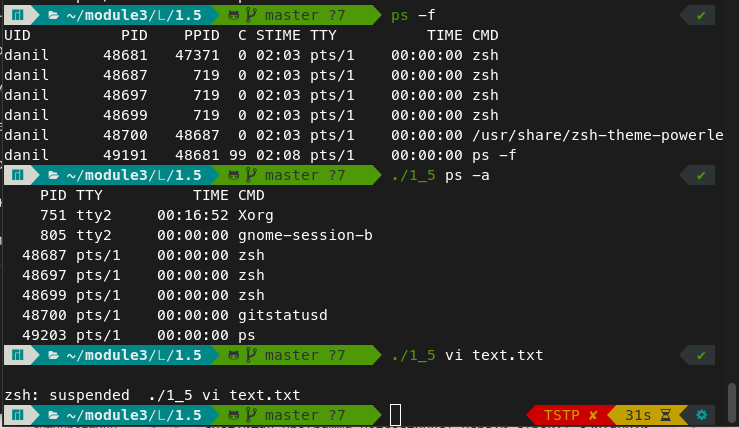 ~/module3/L/1.5 master ?7 ps -f ✔
UID PID PPID C STIME TTY TIME CMD
danil 48681 47371 0 02:03 pts/1 00:00:00 zsh
danil 48687 719 0 02:03 pts/1 00:00:00 zsh
danil 48697 719 0 02:03 pts/1 00:00:00 zsh
danil 48699 719 0 02:03 pts/1 00:00:00 zsh
danil 48700 48687 0 02:03 pts/1 00:00:00 /usr/share/zsh-theme-powerle
danil 49191 48681 99 02:08 pts/1 00:00:00 ps -f
~/module3/L/1.5 master ?7 ./1_5 ps -a ✔
PID TTY TIME CMD
751 tty2 00:16:52 Xorg
805 tty2 00:00:00 gnome-session-b
48687 pts/1 00:00:00 zsh
48697 pts/1 00:00:00 zsh
48699 pts/1 00:00:00 zsh
48700 pts/1 00:00:00 gitstatusd
49203 pts/1 00:00:00 ps
~/module3/L/1.5 master ?7 ./1_5 vi text.txt ✔
zsh: suspended ./1_5 vi text.txt
~/module3/L/1.5 master ?7 TSTP ✘ 31s